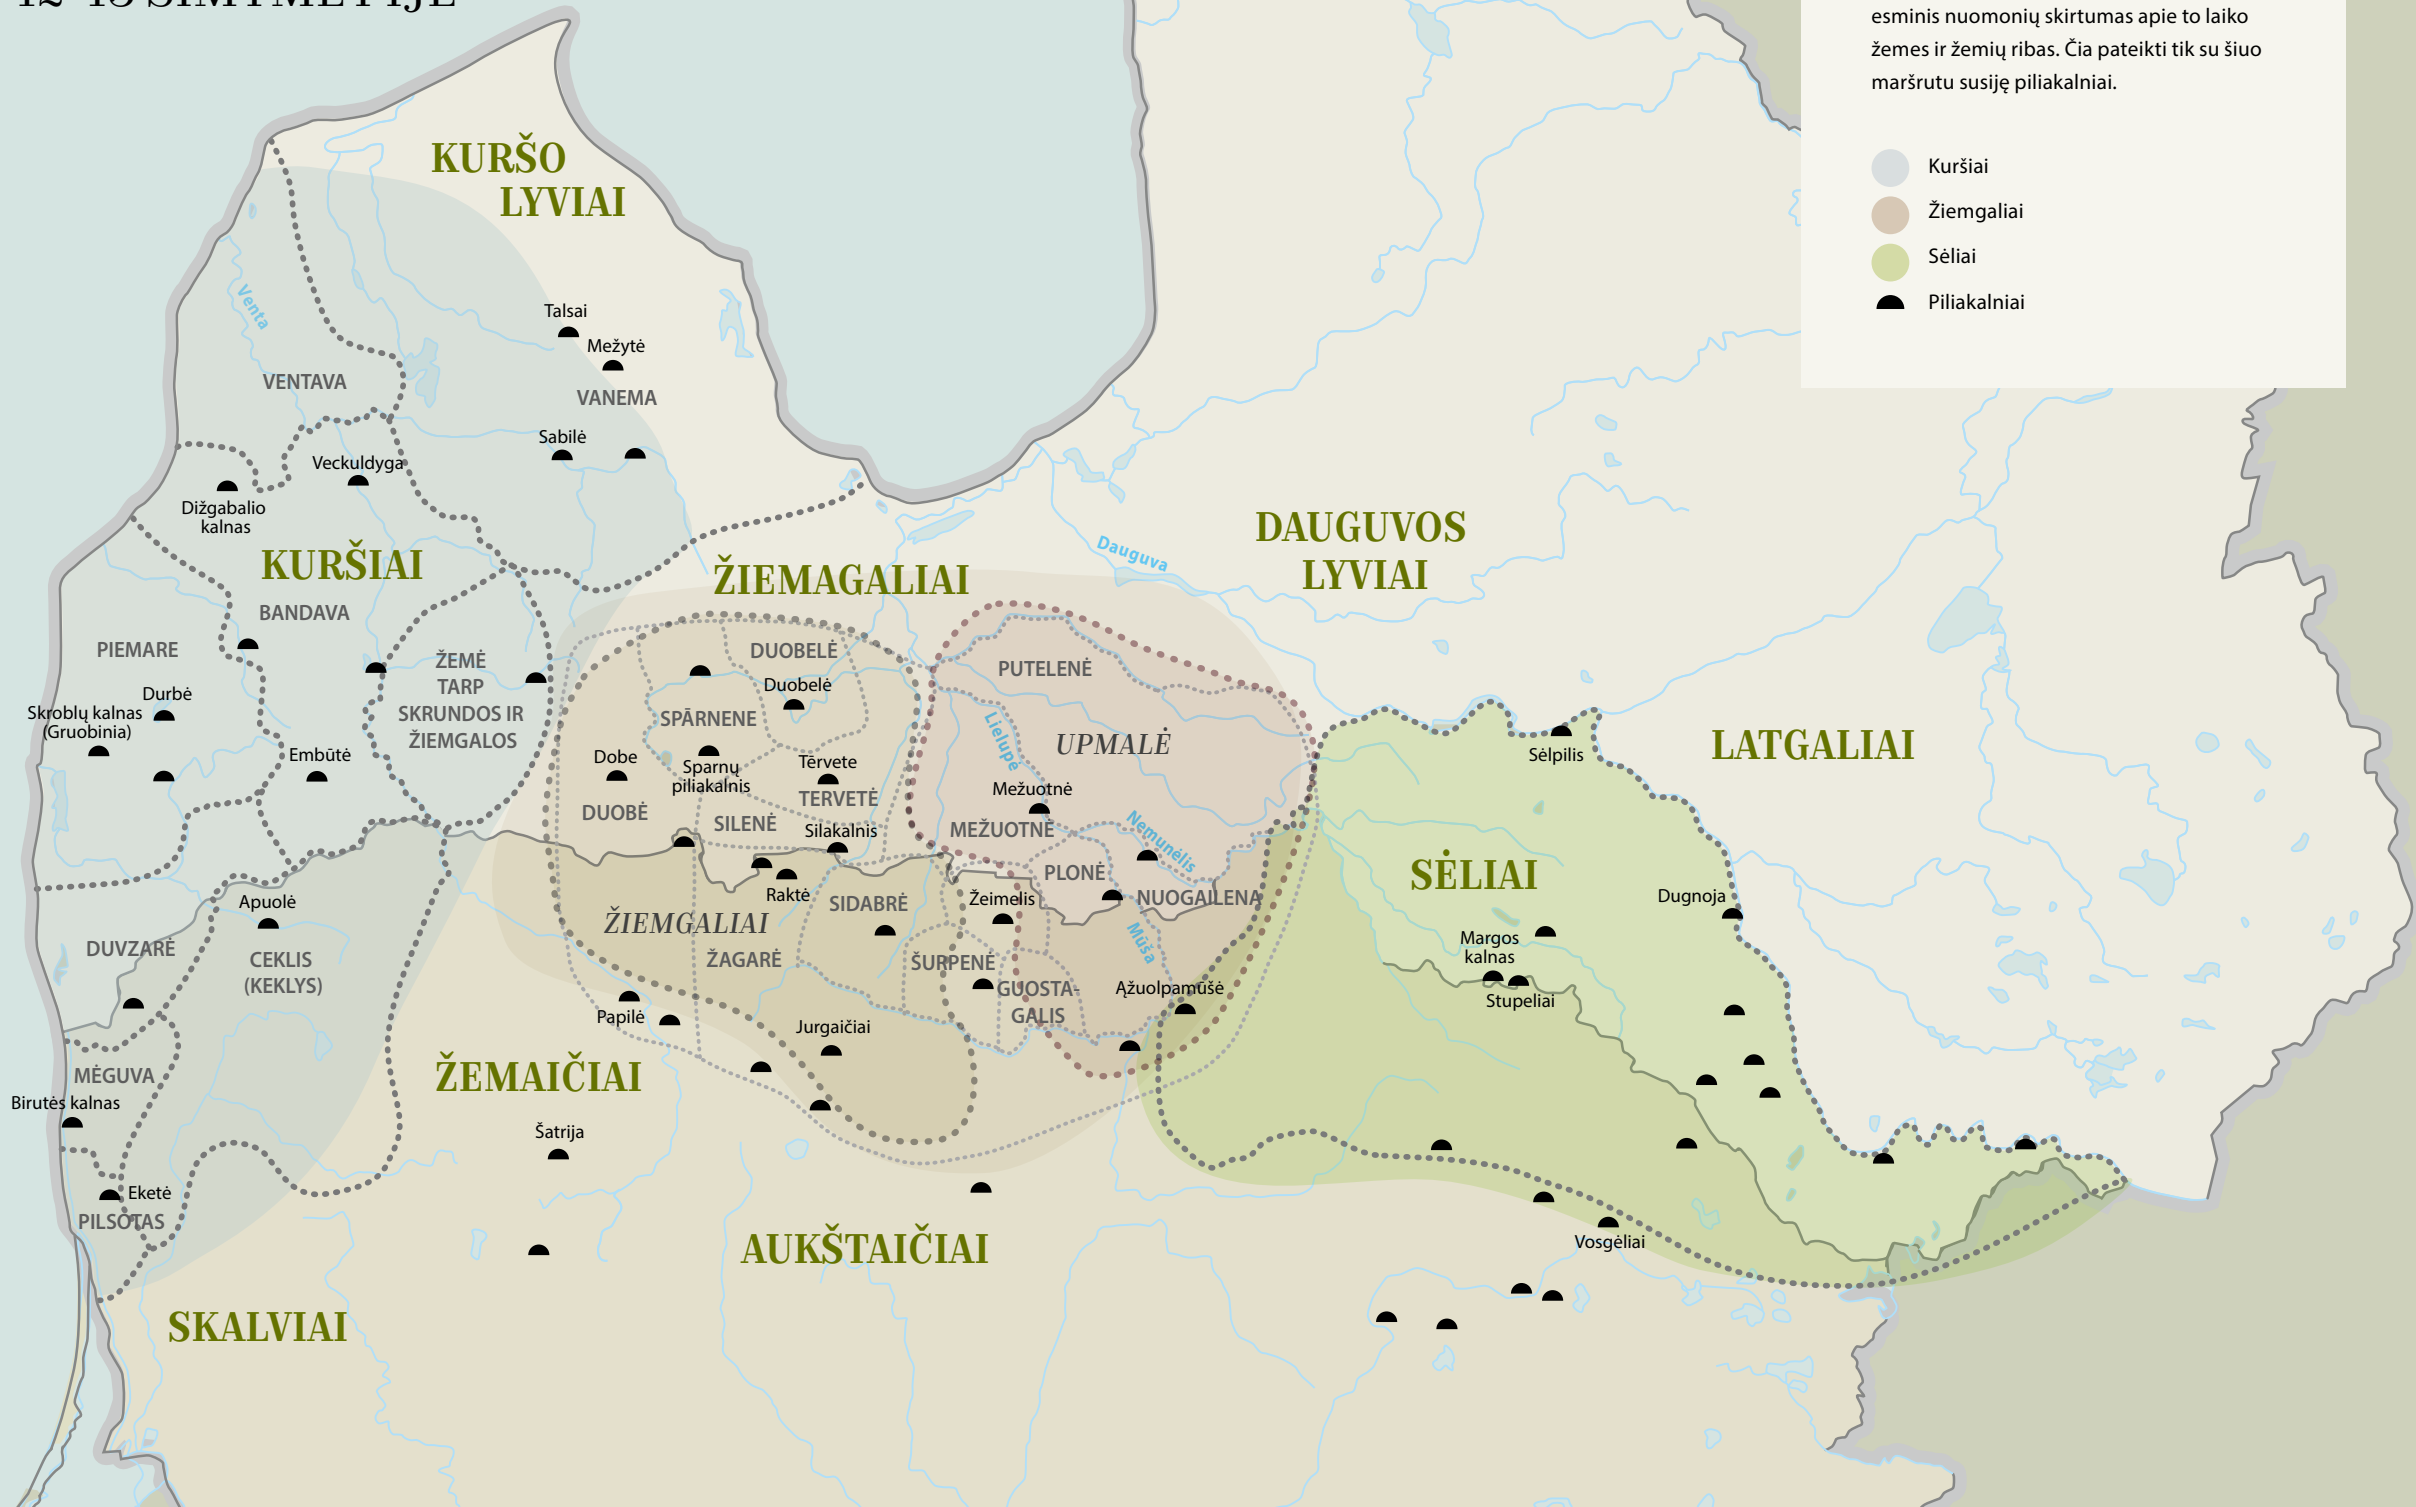 esminis nuomonių skirtumas apie to laiko
žemes ir žemių ribas. Čia pateikti tik su šiuo
maršrutu susiję piliakalniai.
Kuršiai
Žiemgaliai
Sėliai
Piliakalniai
KURŠO
LYVIAI
Venta
Talsai
Mežytė
VENTAVA
VANEMA
Sabilė
Veckuldyga
Dižgabalio
kalnas
KURŠIAI
BANDAVA
PIEMARE
ŽEMĖ
TARP
SKRUNDOS IR
ŽIEMGALOS
Durbė
Skroblų kalnas
(Gruobinia)
Embūtė
DAUGUVOS
LYVIAI
Dauguva
ŽIEMAGALIAI
DUOBELĖ
Duobelė
SPĀRNENE
PUTELENĖ
Lielupė
UPMALĖ
Dobe
Sparnų
piliakalnis
Tērvete
TERVETĖ
DUOBĖ
SILENĖ
Silakalnis
Mežuotnė
MEŽUOTNĖ
Nemunėlis
PLONĖ
NUOGAILENA
Raktė
SIDABRĖ
Žeimelis
ŽIEMGALIAI
ŽAGARĖ
ŠURPENĖ
GUOSTA-
GALIS
Mūša
Ąžuolpamūšė
Papilė
Jurgaičiai
Sėlpilis
LATGALIAI
SĖLIAI
Dugnoja
Margos
kalnas
Stupeliai
Vosgėliai
Apuolė
DUVZARĖ
CEKLIS
(KEKLYS)
MĖGUVA
Birutės kalnas
Eketė
PILSOTAS
ŽEMAIČIAI
Šatrija
AUKŠTAIČIAI
SKALVIAI